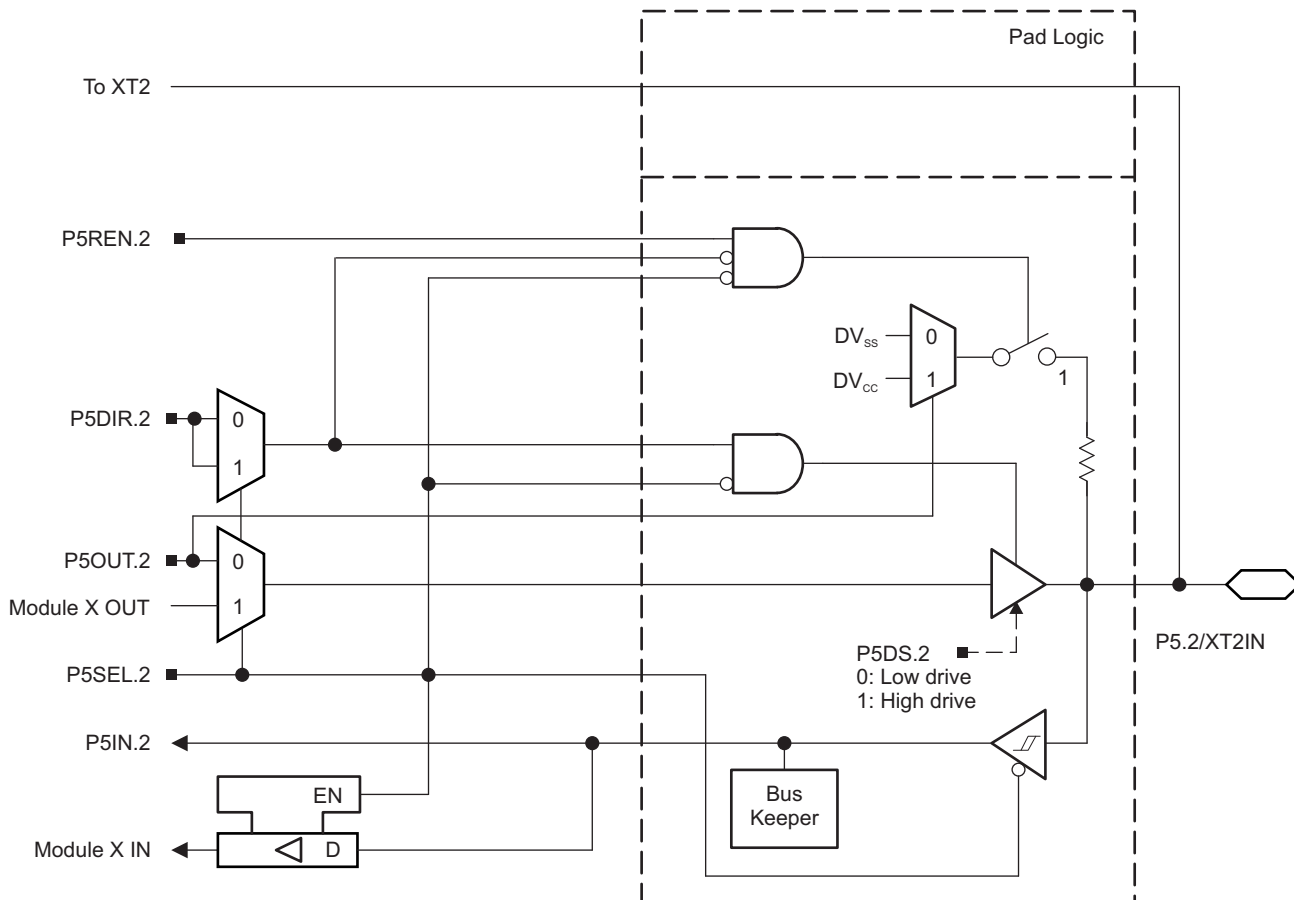 Pad Logic
To XT2
P5REN.2
DVSS
0
DVCC
1
1
P5DIR.2
0
1
P5OUT.2
0
Module X OUT
1
P5SEL.2
P5DS.2
0: Low drive
1: High drive
P5.2/XT2IN
P5IN.2
EN
Bus
Keeper
Module X IN
D